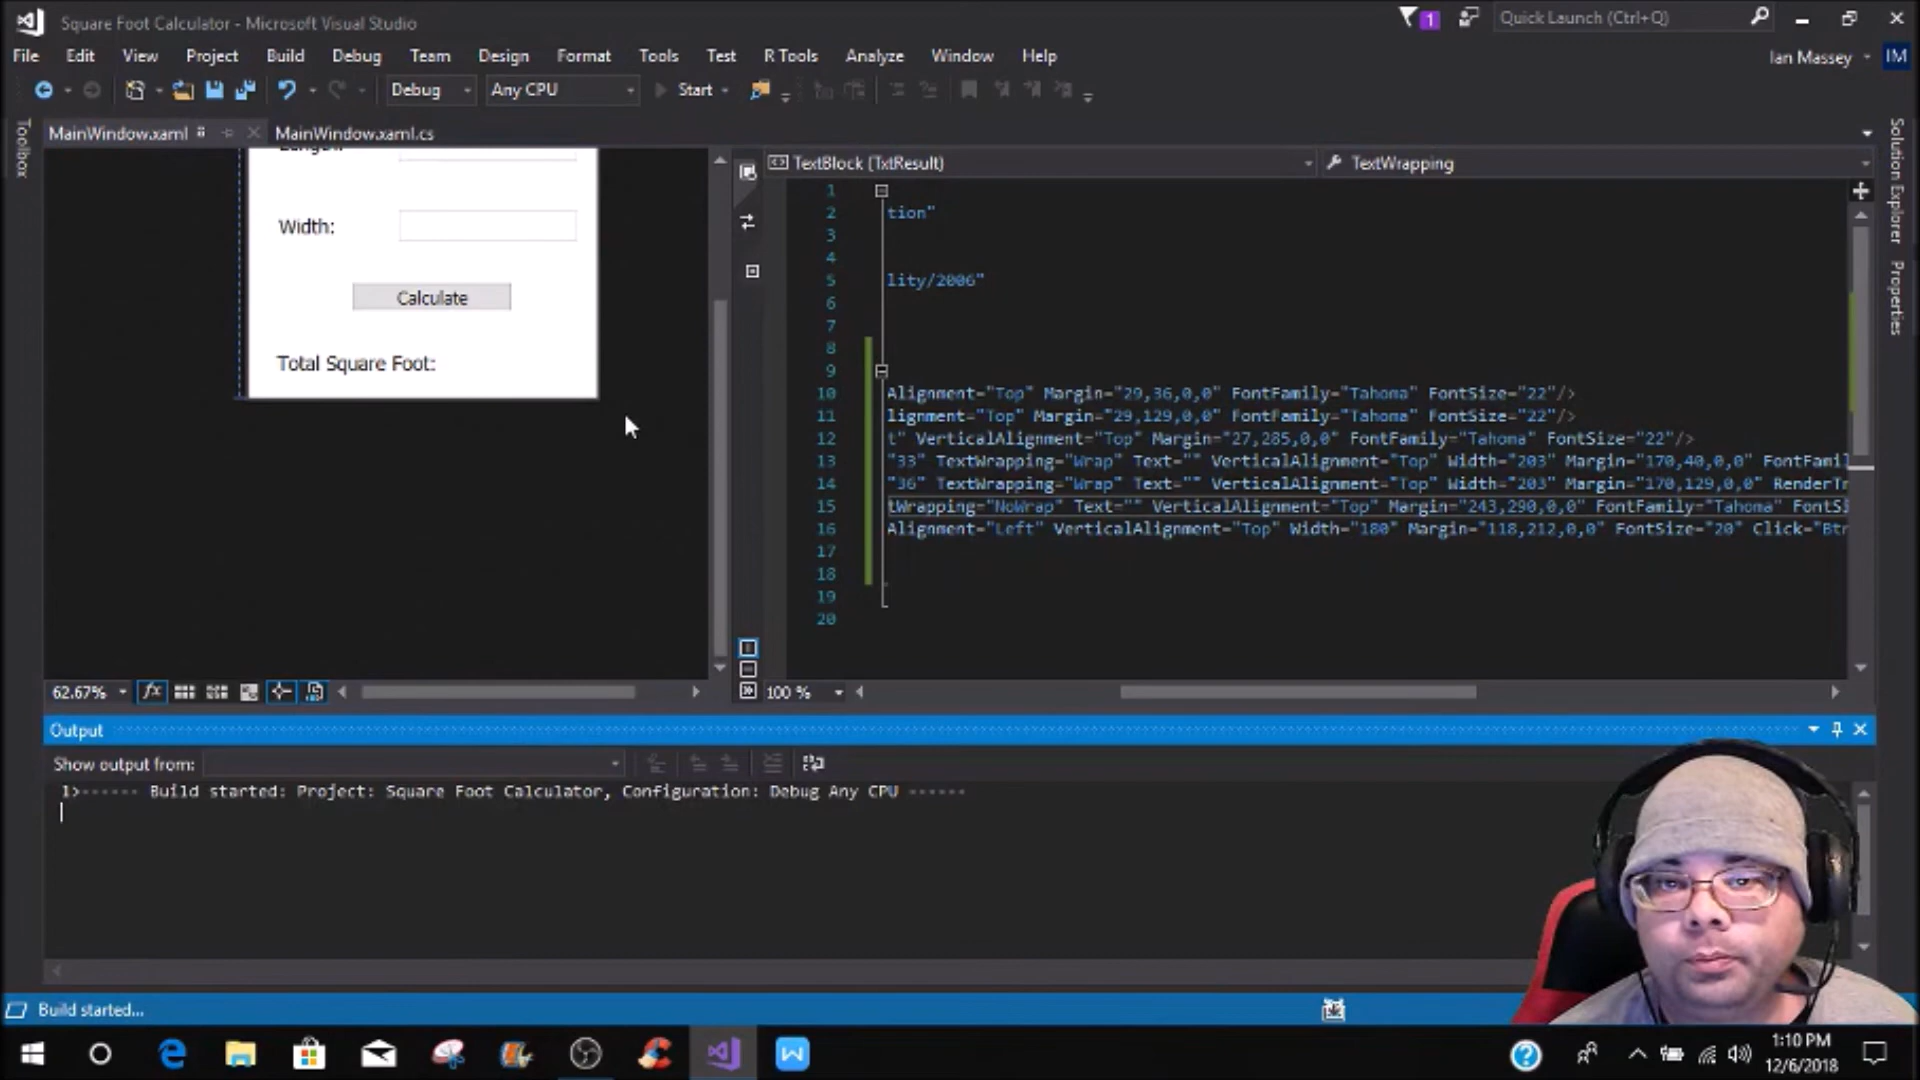 Square Foot Calculator - Microsoft Visual Studio
1
Quick Launch (Ctrl+Q)
File Edit View Project Build Debug Team Design Format Tools Test R Tools Analyze Window Help
Ian Massey IM
Debug Any CPU Start
Toolbox
MainWindow.xaml MainWindow.xaml.cs
Width:
Calculate
Total Square Foot:
TextBlock (TxtResult) TextWrapping
1
2 tion"
3
4
5 lity/2006"
6
7
8
9
10 Alignment="Top" Margin="29,36,0,0" FontFamily="Tahoma" FontSize="22"/>
11 lignment="Top" Margin="29,129,0,0" FontFamily="Tahoma" FontSize="22"/>
12 t" VerticalAlignment="Top" Margin="27,285,0,0" FontFamily="Tahoma" FontSize="22"/>
13 "33" TextWrapping="Wrap" Text="" VerticalAlignment="Top" Width="203" Margin="170,40,0,0" FontFamil
14 "36" TextWrapping="Wrap" Text="" VerticalAlignment="Top" Width="203" Margin="170,129,0,0" RenderTr
15 tWrapping="NoWrap" Text="" VerticalAlignment="Top" Margin="243,290,0,0" FontFamily="Tahoma" FontSi
16 Alignment="Left" VerticalAlignment="Top" Width="180" Margin="118,212,0,0" FontSize="20" Click="Btn
17
18
19
20
Solution Explorer
Properties
62.67% fx
100 %
Output
Show output from:
1>------ Build started: Project: Square Foot Calculator, Configuration: Debug Any CPU ------
Build started...
1:10 PM
12/6/2018